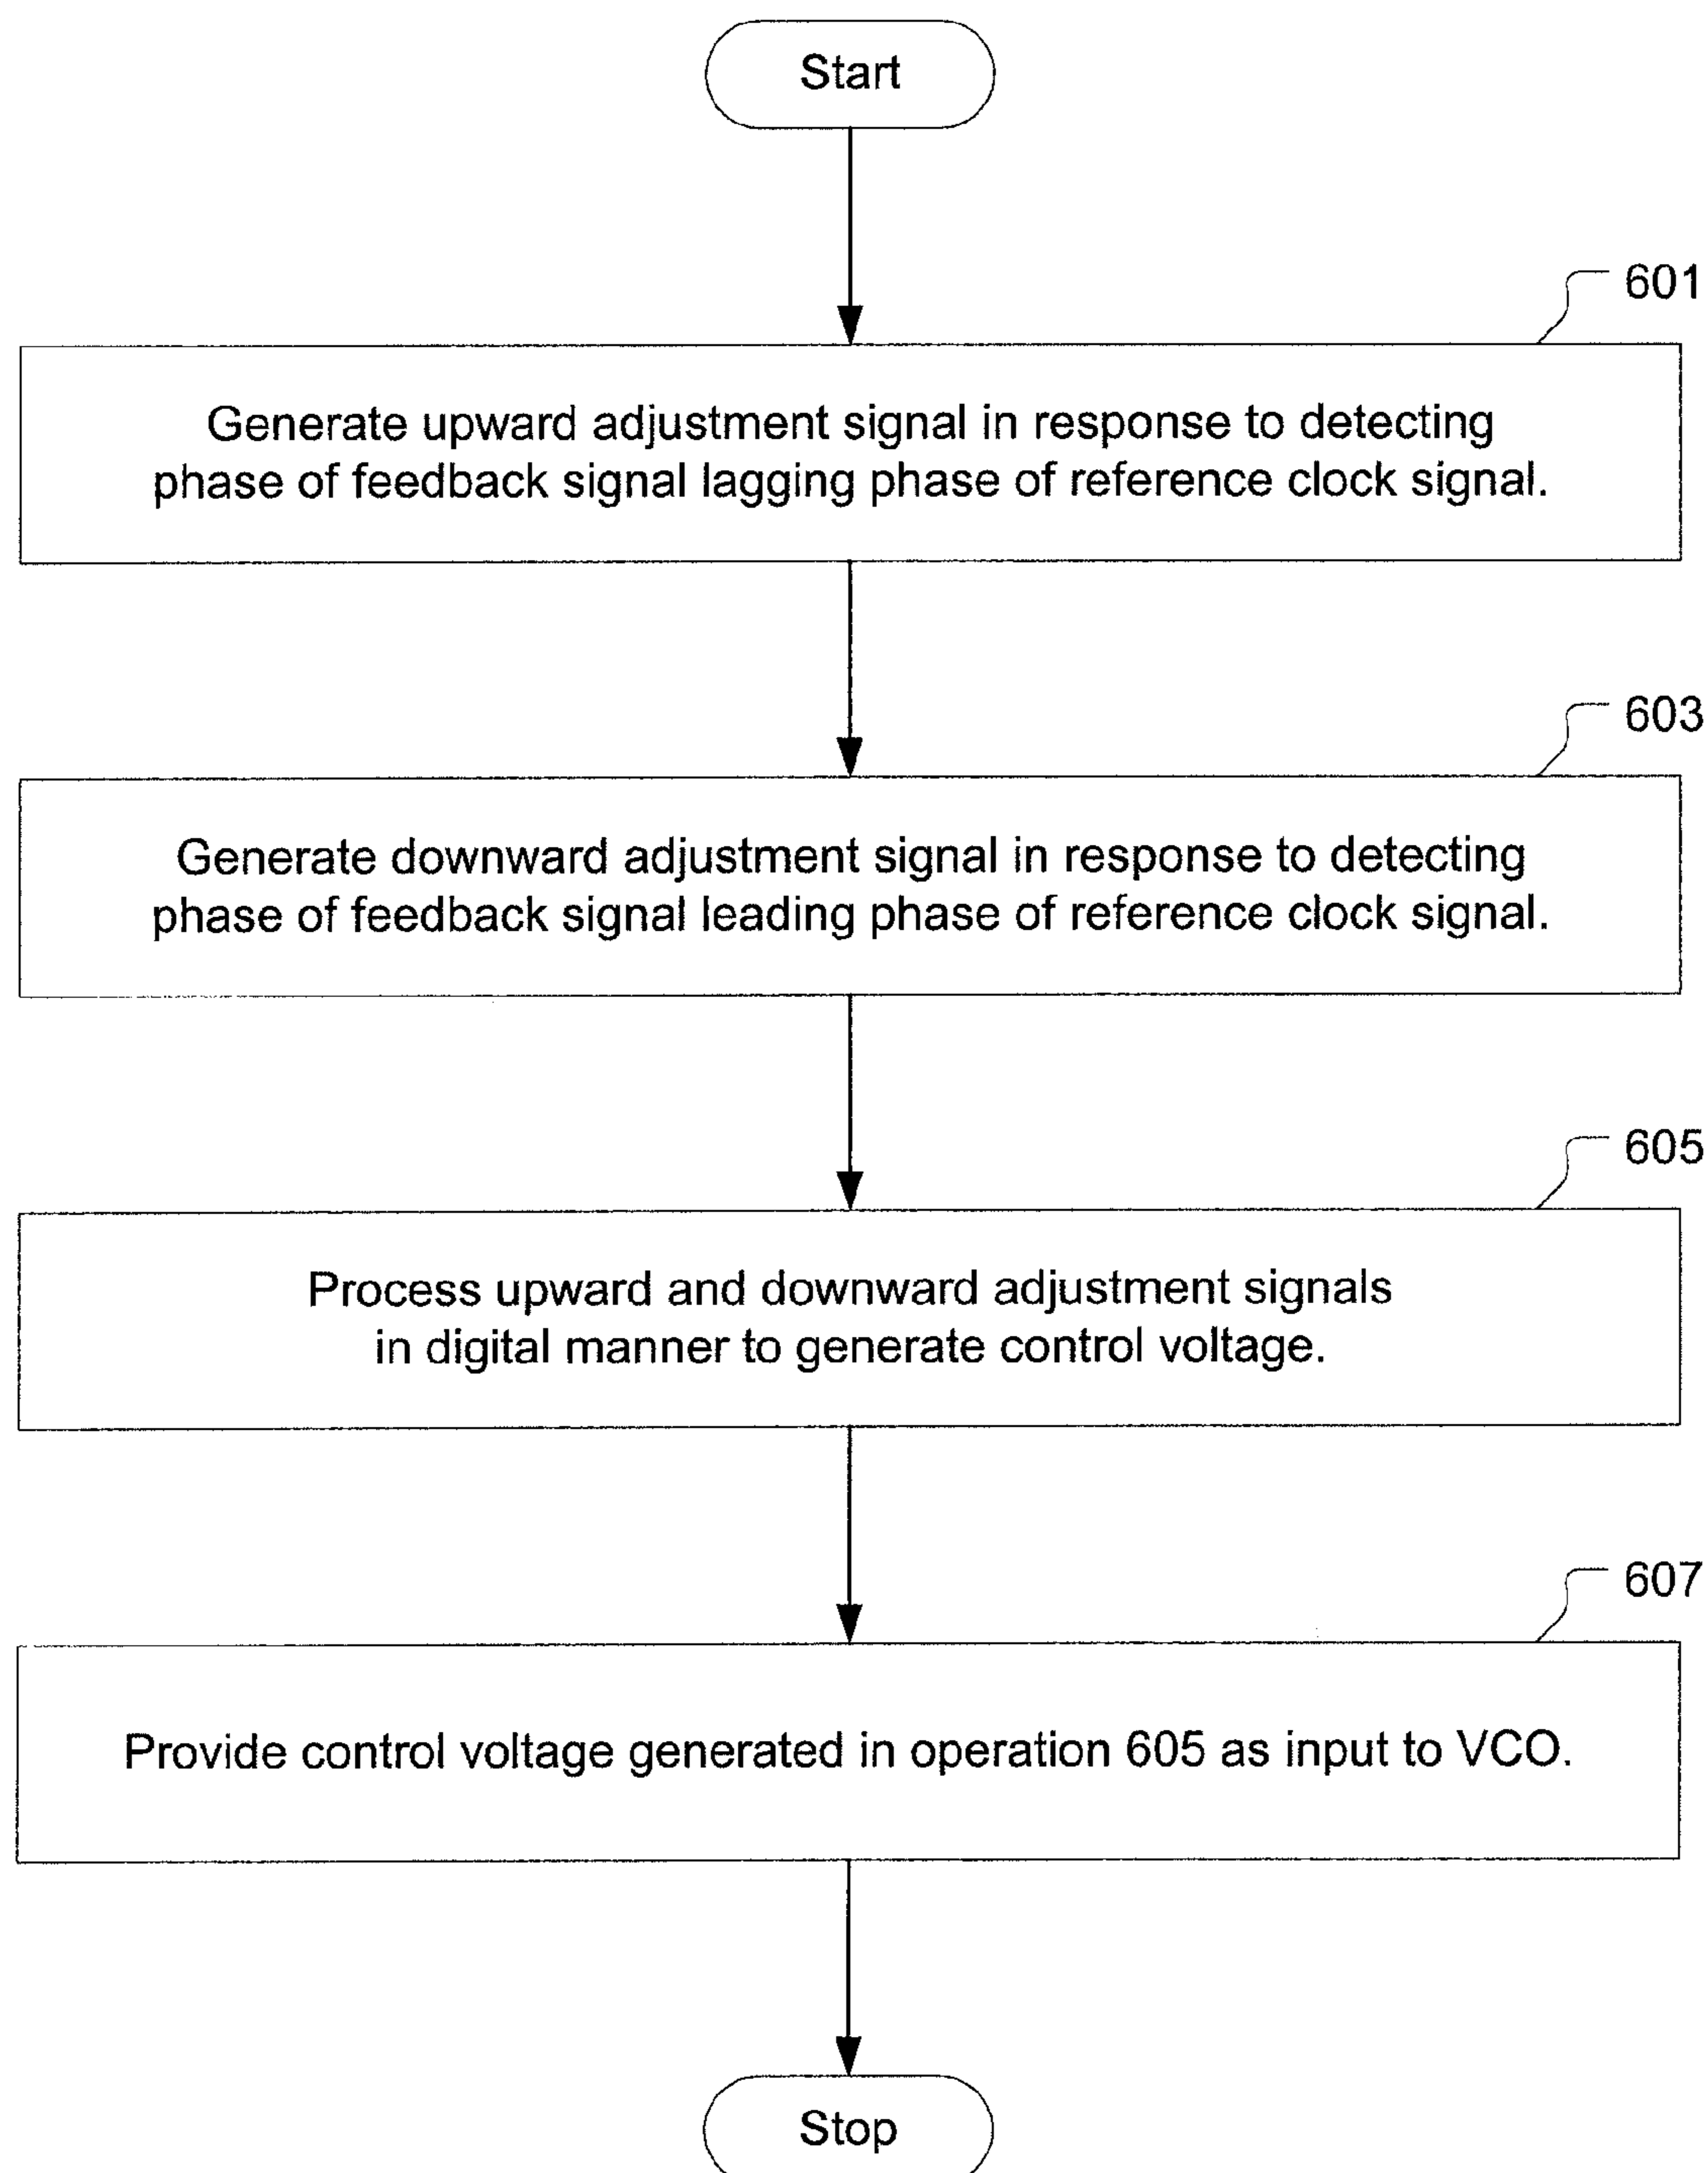 Start
601
Generate upward adjustment signal in response to detecting
phase of feedback signal lagging phase of reference clock signal.
603
Generate downward adjustment signal in response to detecting
phase of feedback signal leading phase of reference clock signal.
605
Process upward and downward adjustment signals
in digital manner to generate control voltage.
607
Provide control voltage generated in operation 605 as input to VCO.
Stop